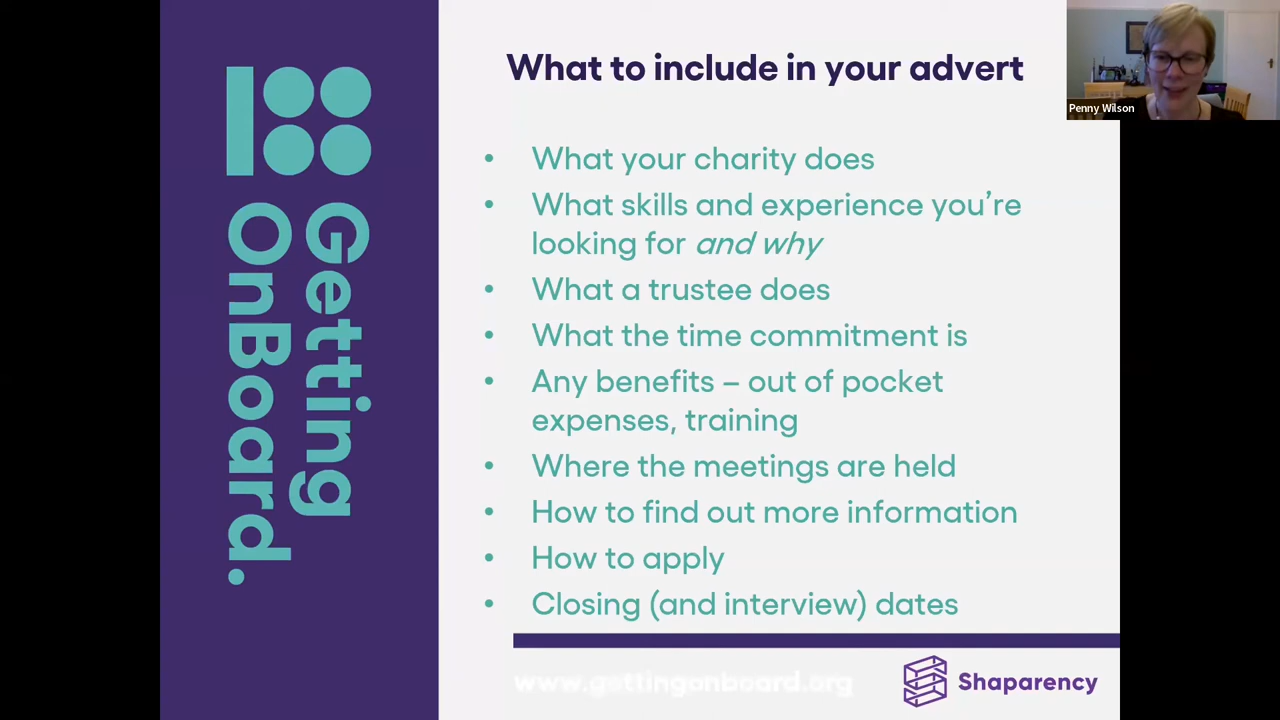 Getting
OnBoard.
What to include in your advert
Penny Wilson
• What your charity does
• What skills and experience you’re
looking for and why
• What a trustee does
• What the time commitment is
• Any benefits – out of pocket
expenses, training
• Where the meetings are held
• How to find out more information
• How to apply
• Closing (and interview) dates
www.gettingonboard.org
Shaparency